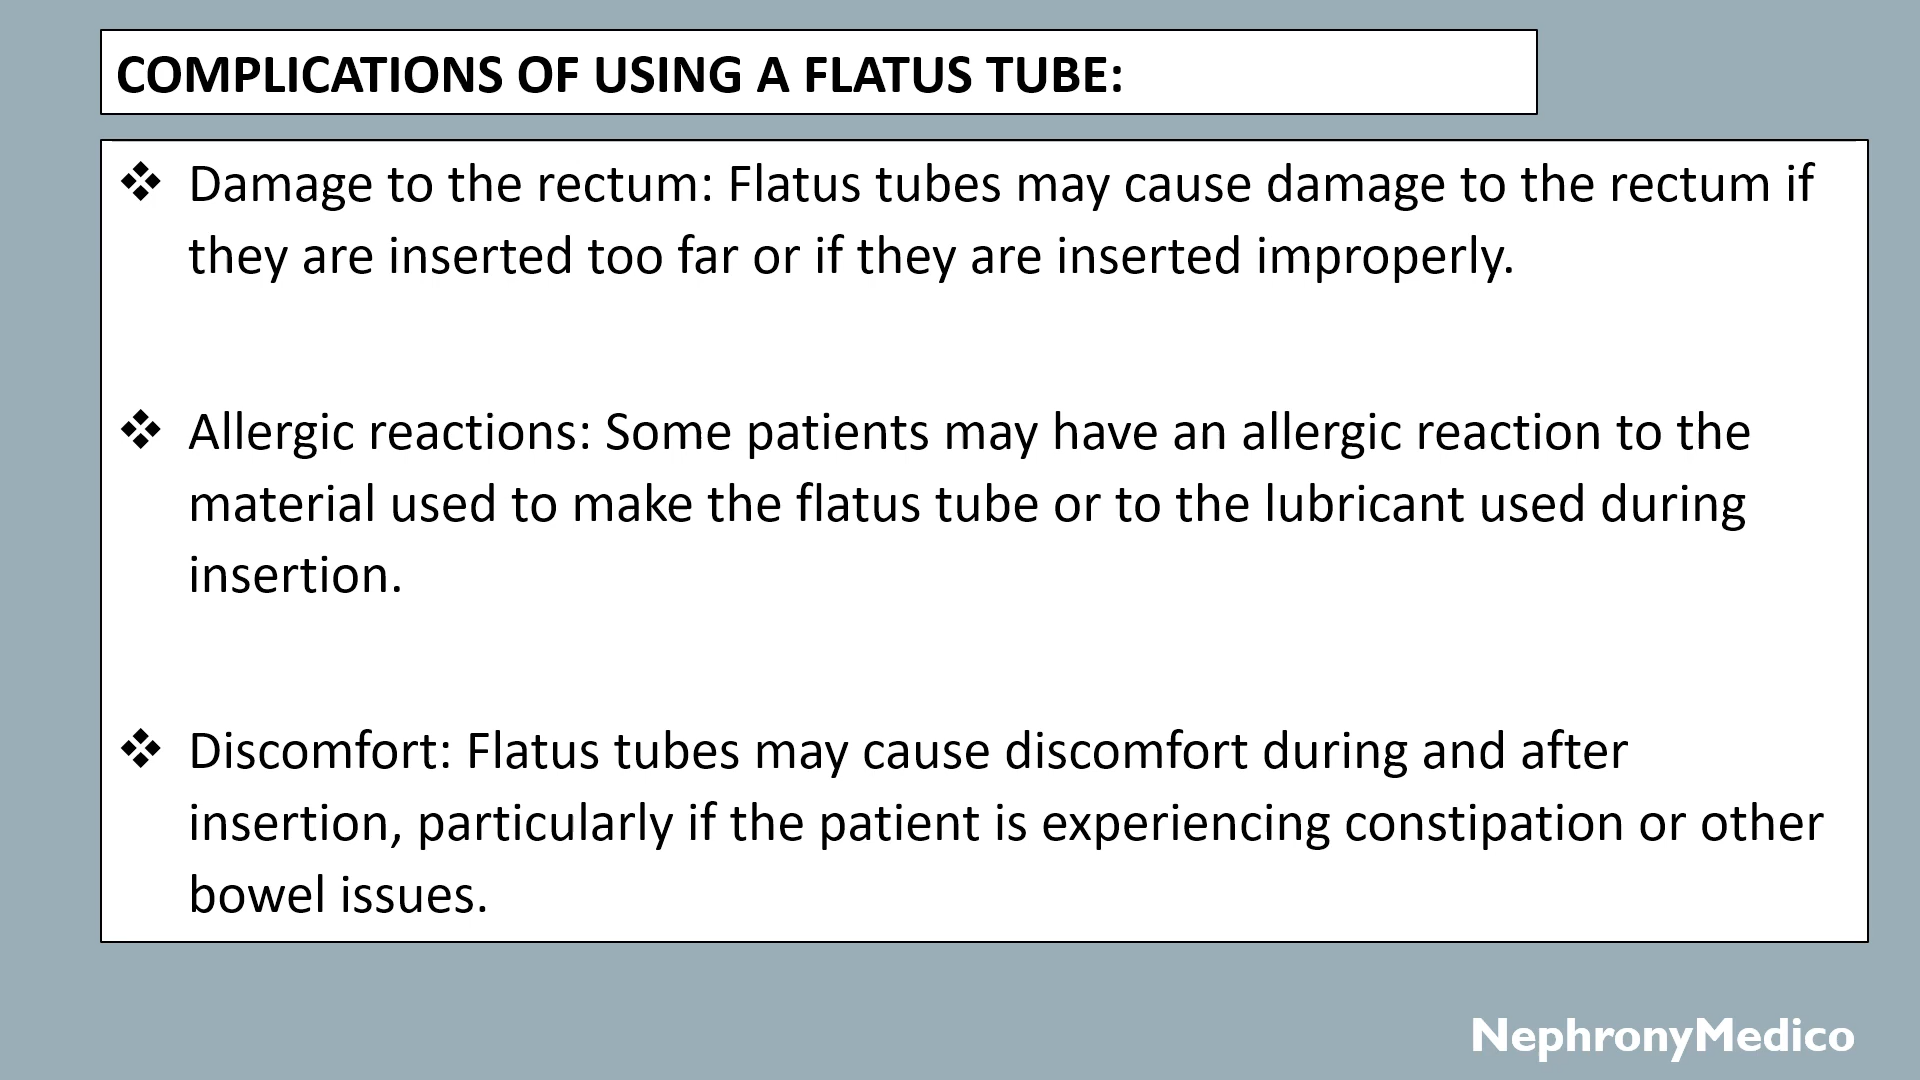 COMPLICATIONS OF USING A FLATUS TUBE:
❖ Damage to the rectum: Flatus tubes may cause damage to the rectum if
they are inserted too far or if they are inserted improperly.
❖ Allergic reactions: Some patients may have an allergic reaction to the
material used to make the flatus tube or to the lubricant used during
insertion.
❖ Discomfort: Flatus tubes may cause discomfort during and after
insertion, particularly if the patient is experiencing constipation or other
bowel issues.
NephronyMedico